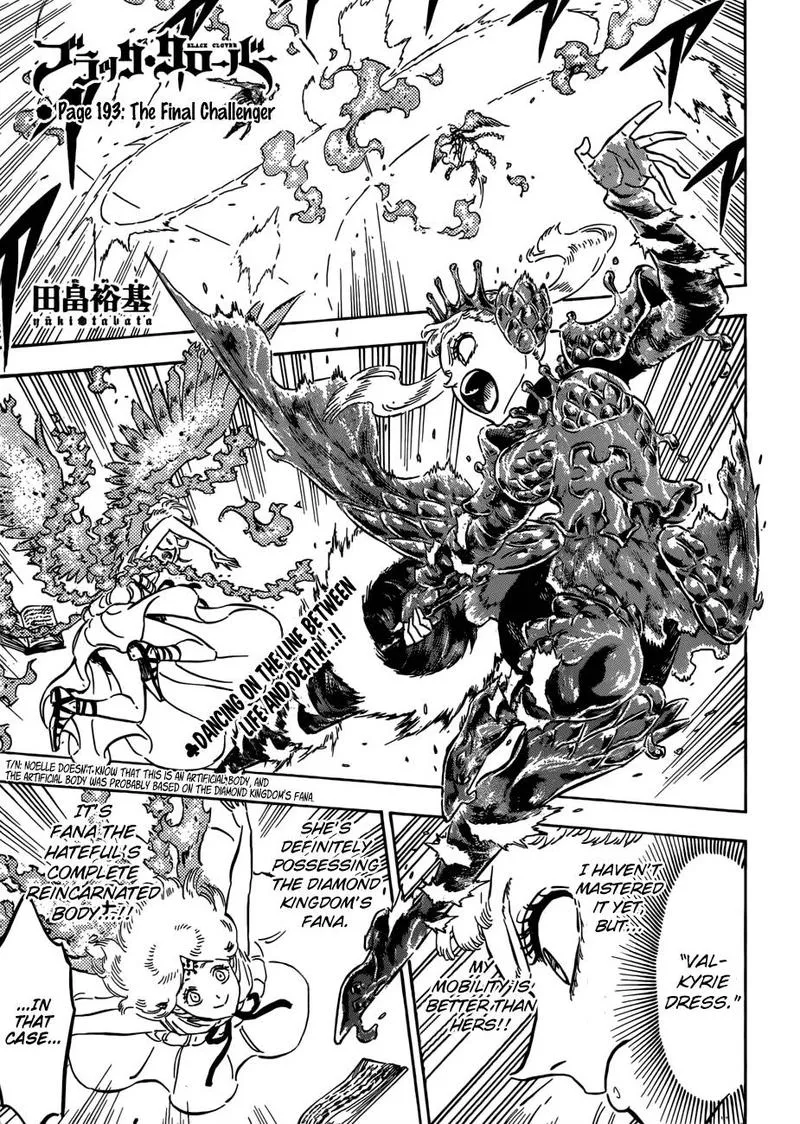 ブラック・クローバー
BLACK CLOVER
Page 193: The Final Challenger
田畠裕基
yūki tabata
DANCING ON THE LINE BETWEEN
LIFE AND DEATH..!!
T/N: NOELLE DOESN'T KNOW THAT THIS IS AN ARTIFICIAL BODY, AND
THE ARTIFICIAL BODY WAS PROBABLY BASED ON THE DIAMOND KINGDOM'S FANA.
"VAL-
KYRIE
DRESS."
I HAVEN'T
MASTERED
IT YET,
BUT...
MY
MOBILITY IS
BETTER THAN
HERS!!
SHE'S
DEFINITELY
POSSESSING
THE DIAMOND
KINGDOM'S
FANA.
IT'S
FANA THE
HATEFUL'S
COMPLETE
REINCARNATED
BODY..!!
...IN
THAT
CASE...